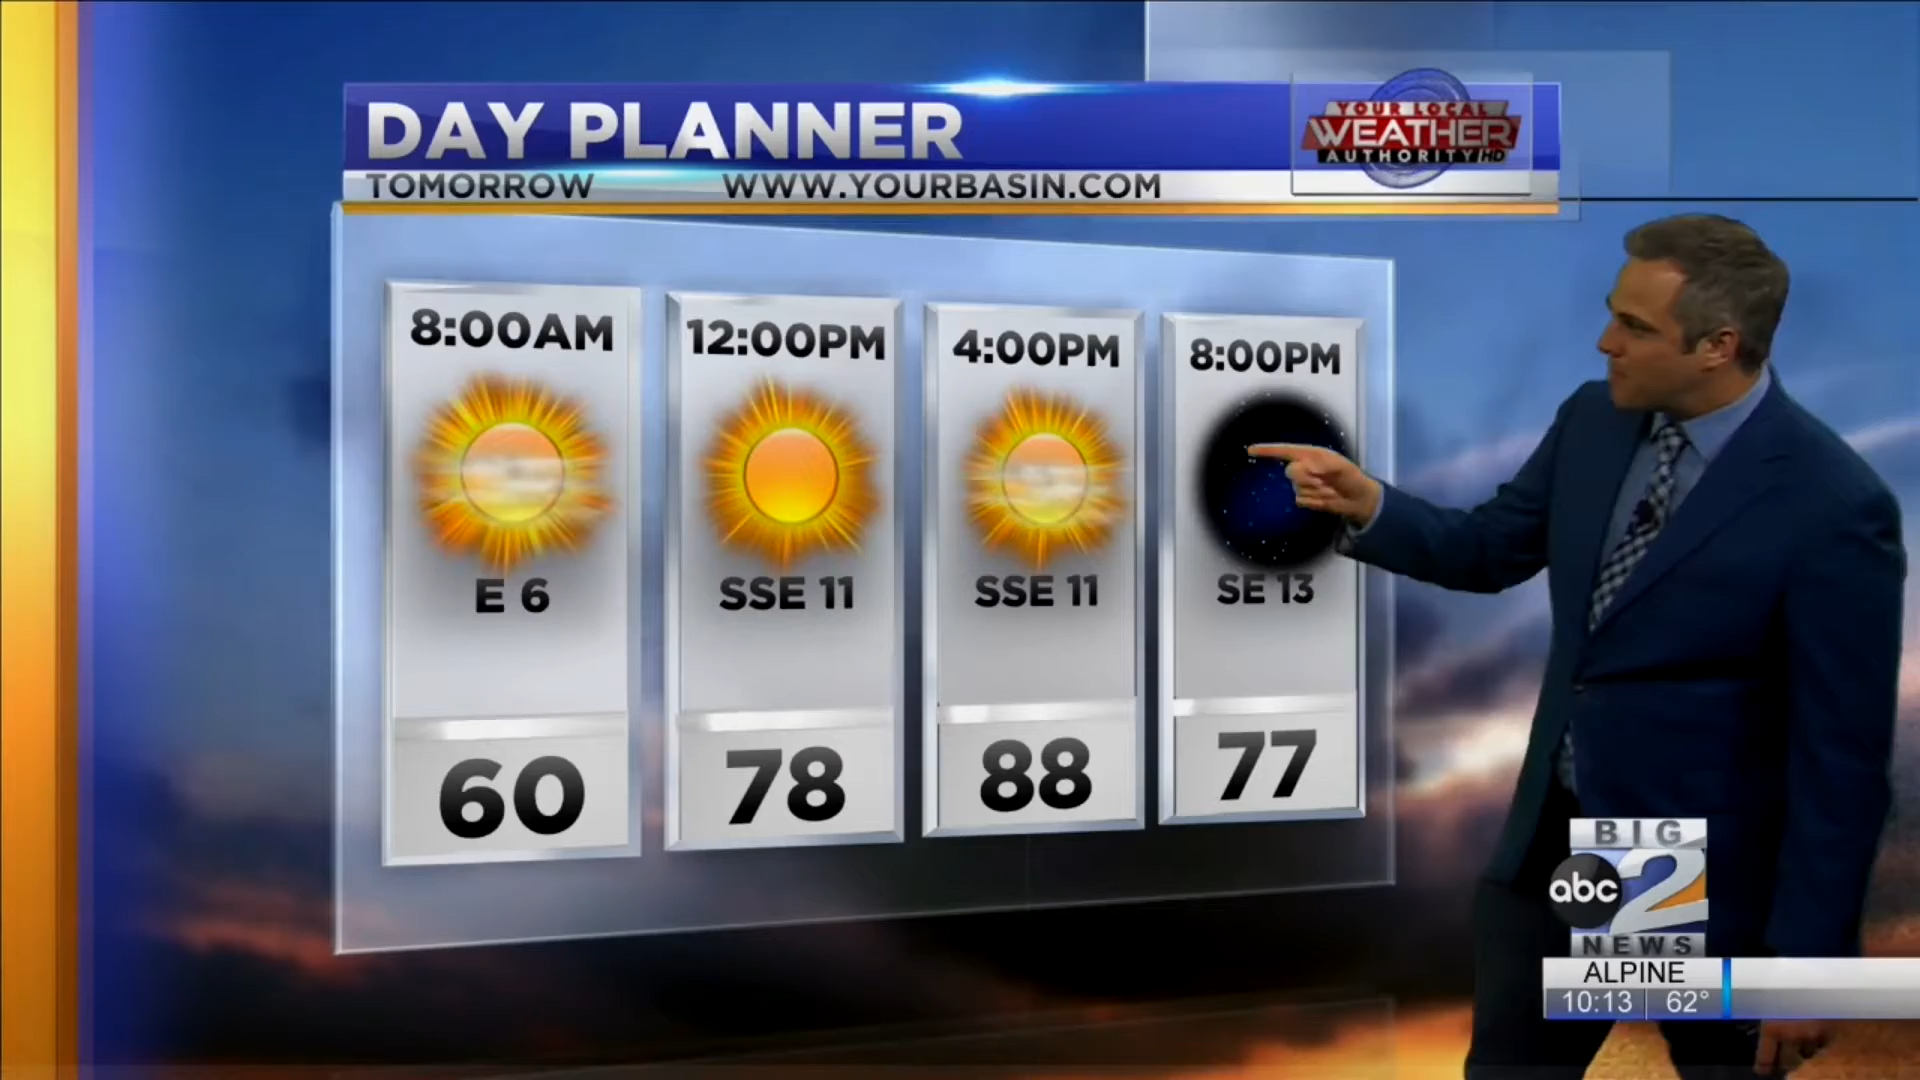 DAY PLANNER
YOUR LOCAL
WEATHER
AUTHORITY HD
TOMORROW WWW.YOURBASIN.COM
8:00AM 12:00PM 4:00PM 8:00PM
E 6 SSE 11 SSE 11 SE 13
60 78 88 77
BIG
abc 2
NEWS
ALPINE
10:13 62°